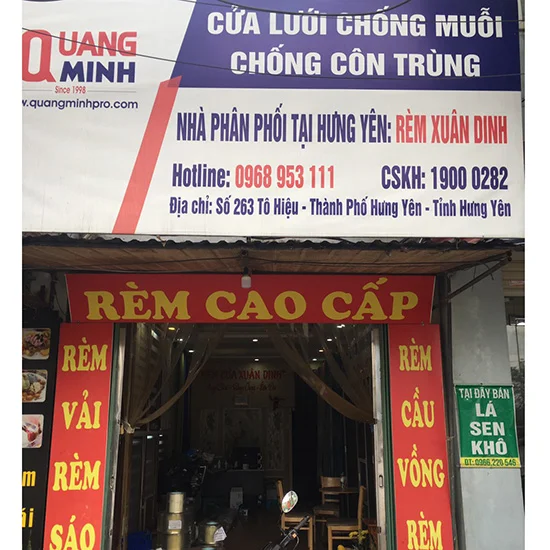 QUANG
MINH
Since 1998
w.quangminhpro.com
CỬA LƯỚI CHỐNG MUỖI
CHỐNG CÔN TRÙNG
NHÀ PHÂN PHỐI TẠI HƯNG YÊN: RÈM XUÂN DINH
Hotline: 0968 953 111
CSKH: 1900 0282
Địa chỉ: Số 263 Tô Hiệu - Thành Phố Hưng Yên - Tỉnh Hưng Yên
RÈM CAO CẤP
RÈM
VẢI
RÈM
SÁO
XUÂN DINH
RÈM
CẦU
VỒNG
RÈM
TẠI ĐÂY BÁN
LÁ
SEN
KHÔ
ĐT: 0966.220.546